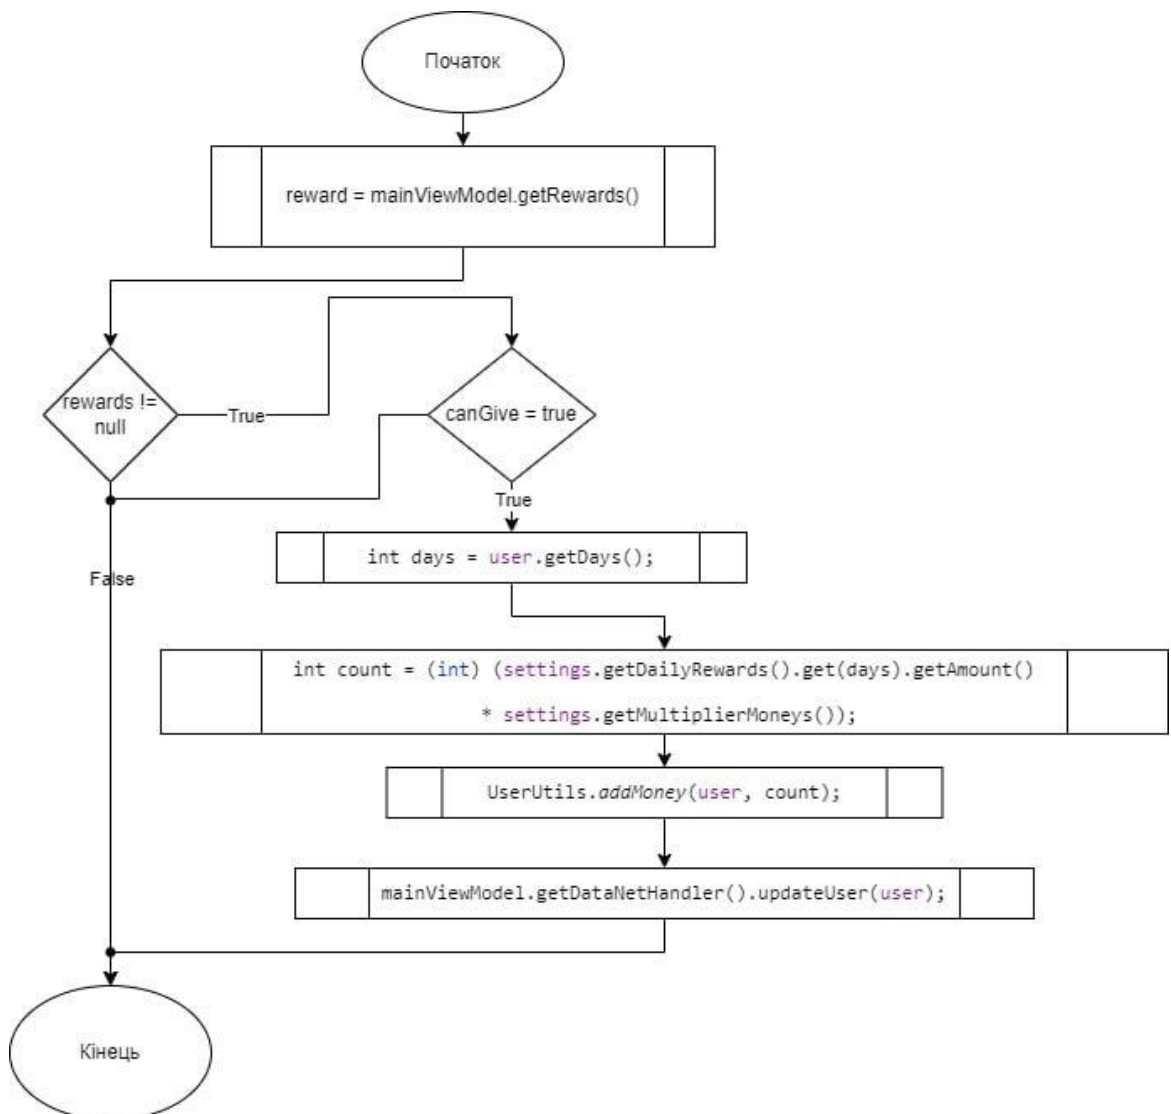 Початок
reward = mainViewModel.getRewards()
rewards !=
null
True
canGive = true
True
int days = user.getDays();
False
int count = (int) (settings.getDailyRewards().get(days).getAmount()
* settings.getMultiplierMoneys());
UserUtils.addMoney(user, count);
mainViewModel.getDataNetHandler().updateUser(user);
Кінець